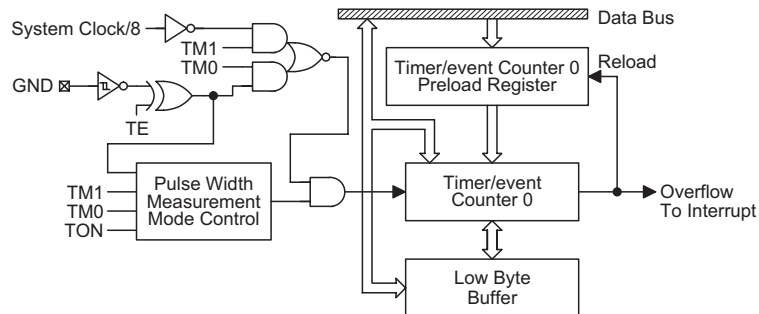 System Clock/8
TM1
TM0
GND
TE
TM1
TM0
TON
Pulse Width
Measurement
Mode Control
Data Bus
Timer/event Counter 0
Preload Register
Reload
Timer/event
Counter 0
Overflow
To Interrupt
Low Byte
Buffer